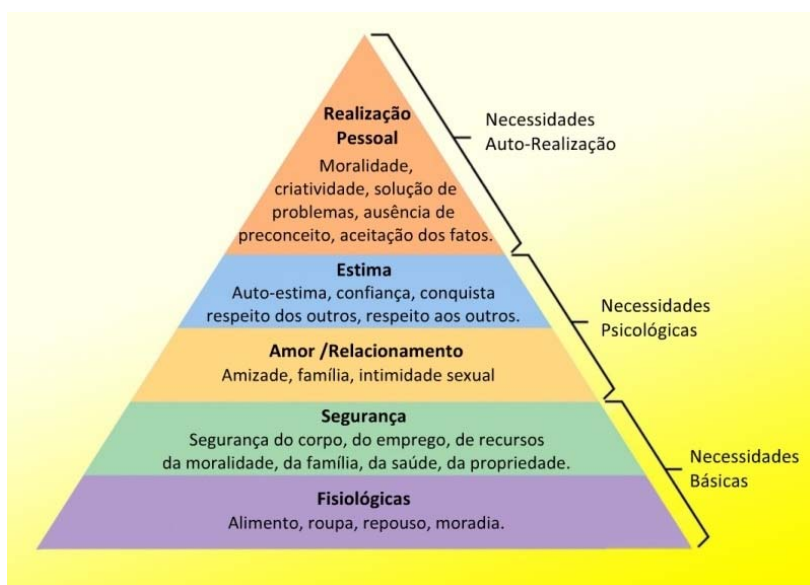 Realização
Pessoal
Moralidade,
criatividade, solução de
problemas, ausência de
preconceito, aceitação dos fatos.
Necessidades
Auto-Realização
Estima
Auto-estima, confiança, conquista
respeito dos outros, respeito aos outros.
Amor /Relacionamento
Amizade, família, intimidade sexual
Necessidades
Psicológicas
Segurança
Segurança do corpo, do emprego, de recursos
da moralidade, da família, da saúde, da propriedade.
Fisiológicas
Alimento, roupa, repouso, moradia.
Necessidades
Básicas